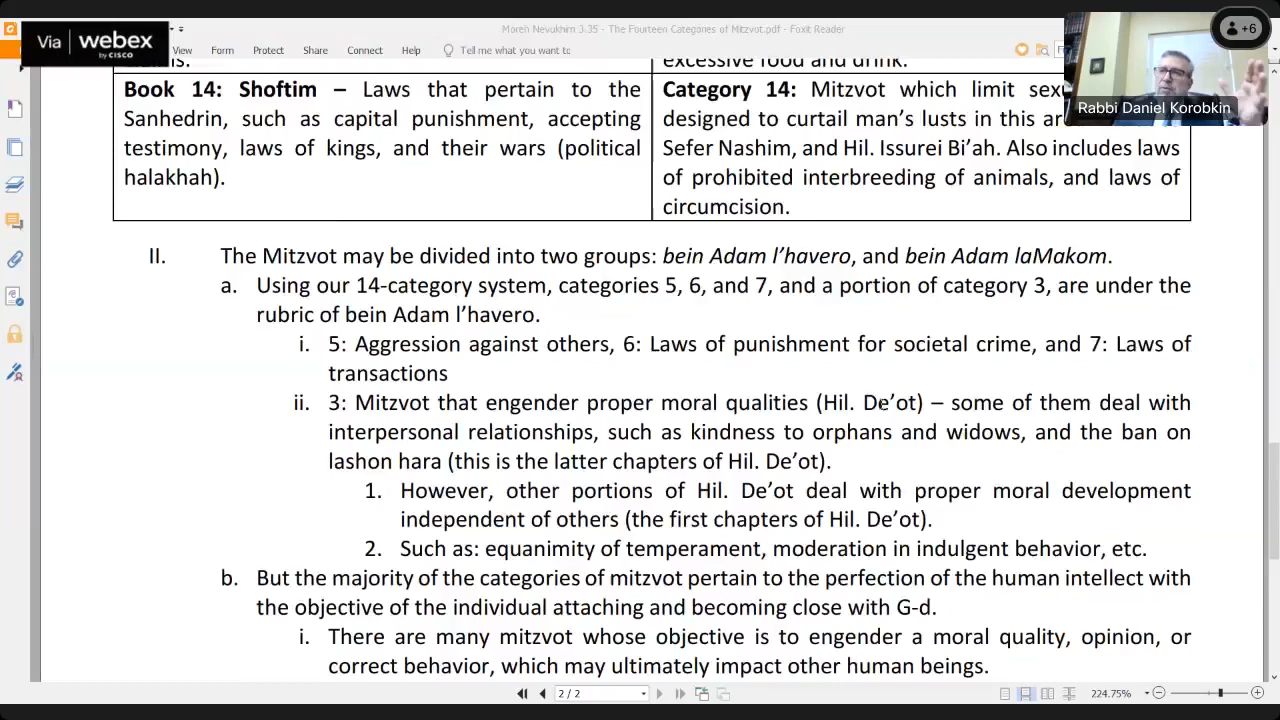 Via webex
by CISCO
Moreh Nevukhim 3.35 - The Fourteen Categories of Mitzvot.pdf - Foxit Reader
View Form Protect Share Connect Help Tell me what you want to
+6
Rabbi Daniel Korobkin
excessive food and drink.
Book 14: Shoftim – Laws that pertain to the
Sanhedrin, such as capital punishment, accepting
testimony, laws of kings, and their wars (political
halakhah).
Category 14: Mitzvot which limit
designed to curtail man's lusts in this
Sefer Nashim, and Hil. Issurei Bi'ah. Also includes laws
of prohibited interbreeding of animals, and laws of
circumcision.
II. The Mitzvot may be divided into two groups: bein Adam l'havero, and bein Adam laMakom.
a. Using our 14-category system, categories 5, 6, and 7, and a portion of category 3, are under the
rubric of bein Adam l'havero.
i. 5: Aggression against others, 6: Laws of punishment for societal crime, and 7: Laws of
transactions
ii. 3: Mitzvot that engender proper moral qualities (Hil. De'ot) – some of them deal with
interpersonal relationships, such as kindness to orphans and widows, and the ban on
lashon hara (this is the latter chapters of Hil. De'ot).
1. However, other portions of Hil. De'ot deal with proper moral development
independent of others (the first chapters of Hil. De'ot).
2. Such as: equanimity of temperament, moderation in indulgent behavior, etc.
b. But the majority of the categories of mitzvot pertain to the perfection of the human intellect with
the objective of the individual attaching and becoming close with G-d.
i. There are many mitzvot whose objective is to engender a moral quality, opinion, or
correct behavior, which may ultimately impact other human beings.
2 / 2
224.75%